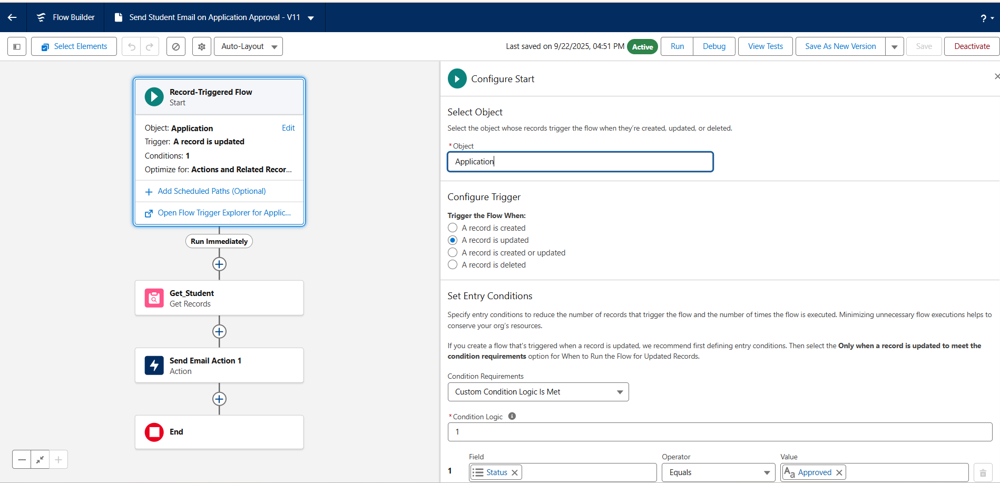 Flow Builder
Send Student Email on Application Approval - V11
?
Select Elements
Auto-Layout
Last saved on 9/22/2025, 04:51 PM
Active
Run
Debug
View Tests
Save As New Version
Save
Deactivate
Record-Triggered Flow
Start
Object: Application
Edit
Trigger: A record is updated
Conditions: 1
Optimize for: Actions and Related Recor...
Add Scheduled Paths (Optional)
Open Flow Trigger Explorer for Applic...
Run Immediately
Get_Student
Get Records
Send Email Action 1
Action
End
Configure Start
Select Object
Select the object whose records trigger the flow when they're created, updated, or deleted.
* Object
Application
Configure Trigger
Trigger the Flow When:
A record is created
A record is updated
A record is created or updated
A record is deleted
Set Entry Conditions
Specify entry conditions to reduce the number of records that trigger the flow and the number of times the flow is executed. Minimizing unnecessary flow executions helps to
conserve your org's resources.
If you create a flow that's triggered when a record is updated, we recommend first defining entry conditions. Then select the Only when a record is updated to meet the
condition requirements option for When to Run the Flow for Updated Records.
Condition Requirements
Custom Condition Logic Is Met
* Condition Logic
1
Field
Operator
Value
1
Status
Equals
Aa Approved